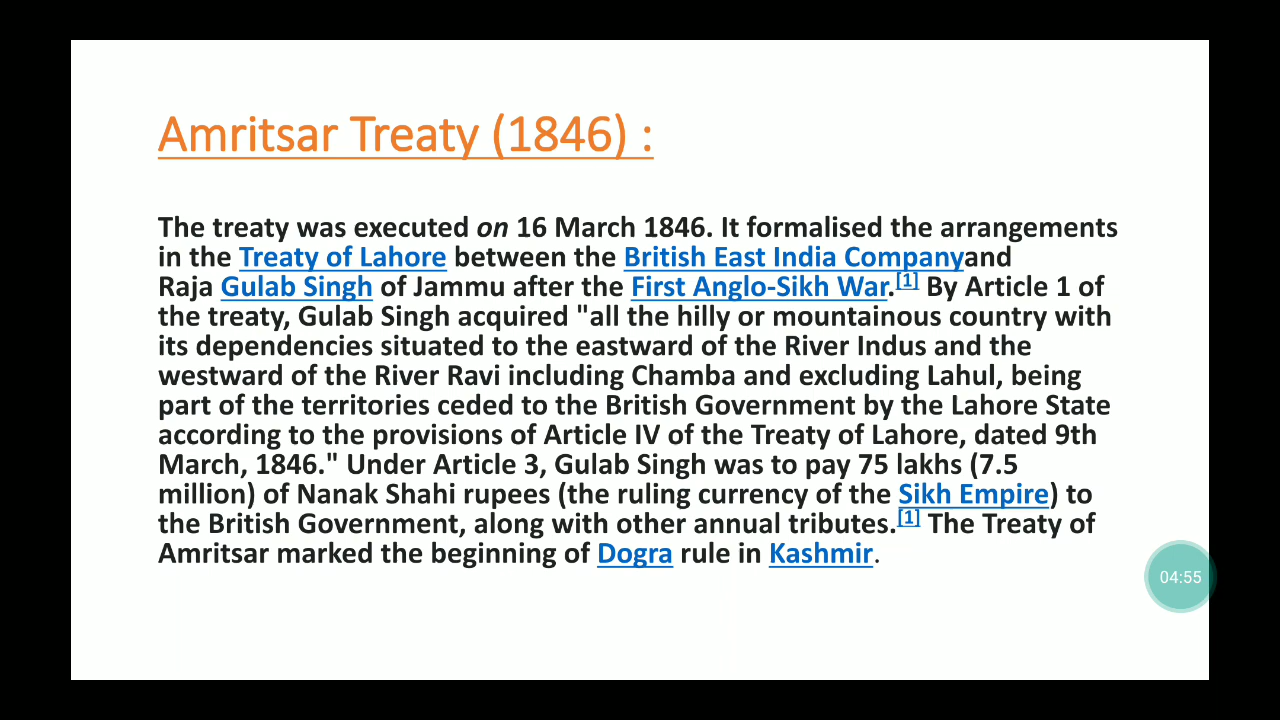 Amritsar Treaty (1846) :
The treaty was executed on 16 March 1846. It formalised the arrangements
in the Treaty of Lahore between the British East India Companyand
Raja Gulab Singh of Jammu after the First Anglo-Sikh War.[1] By Article 1 of
the treaty, Gulab Singh acquired "all the hilly or mountainous country with
its dependencies situated to the eastward of the River Indus and the
westward of the River Ravi including Chamba and excluding Lahul, being
part of the territories ceded to the British Government by the Lahore State
according to the provisions of Article IV of the Treaty of Lahore, dated 9th
March, 1846." Under Article 3, Gulab Singh was to pay 75 lakhs (7.5
million) of Nanak Shahi rupees (the ruling currency of the Sikh Empire) to
the British Government, along with other annual tributes.[1] The Treaty of
Amritsar marked the beginning of Dogra rule in Kashmir.
04:55